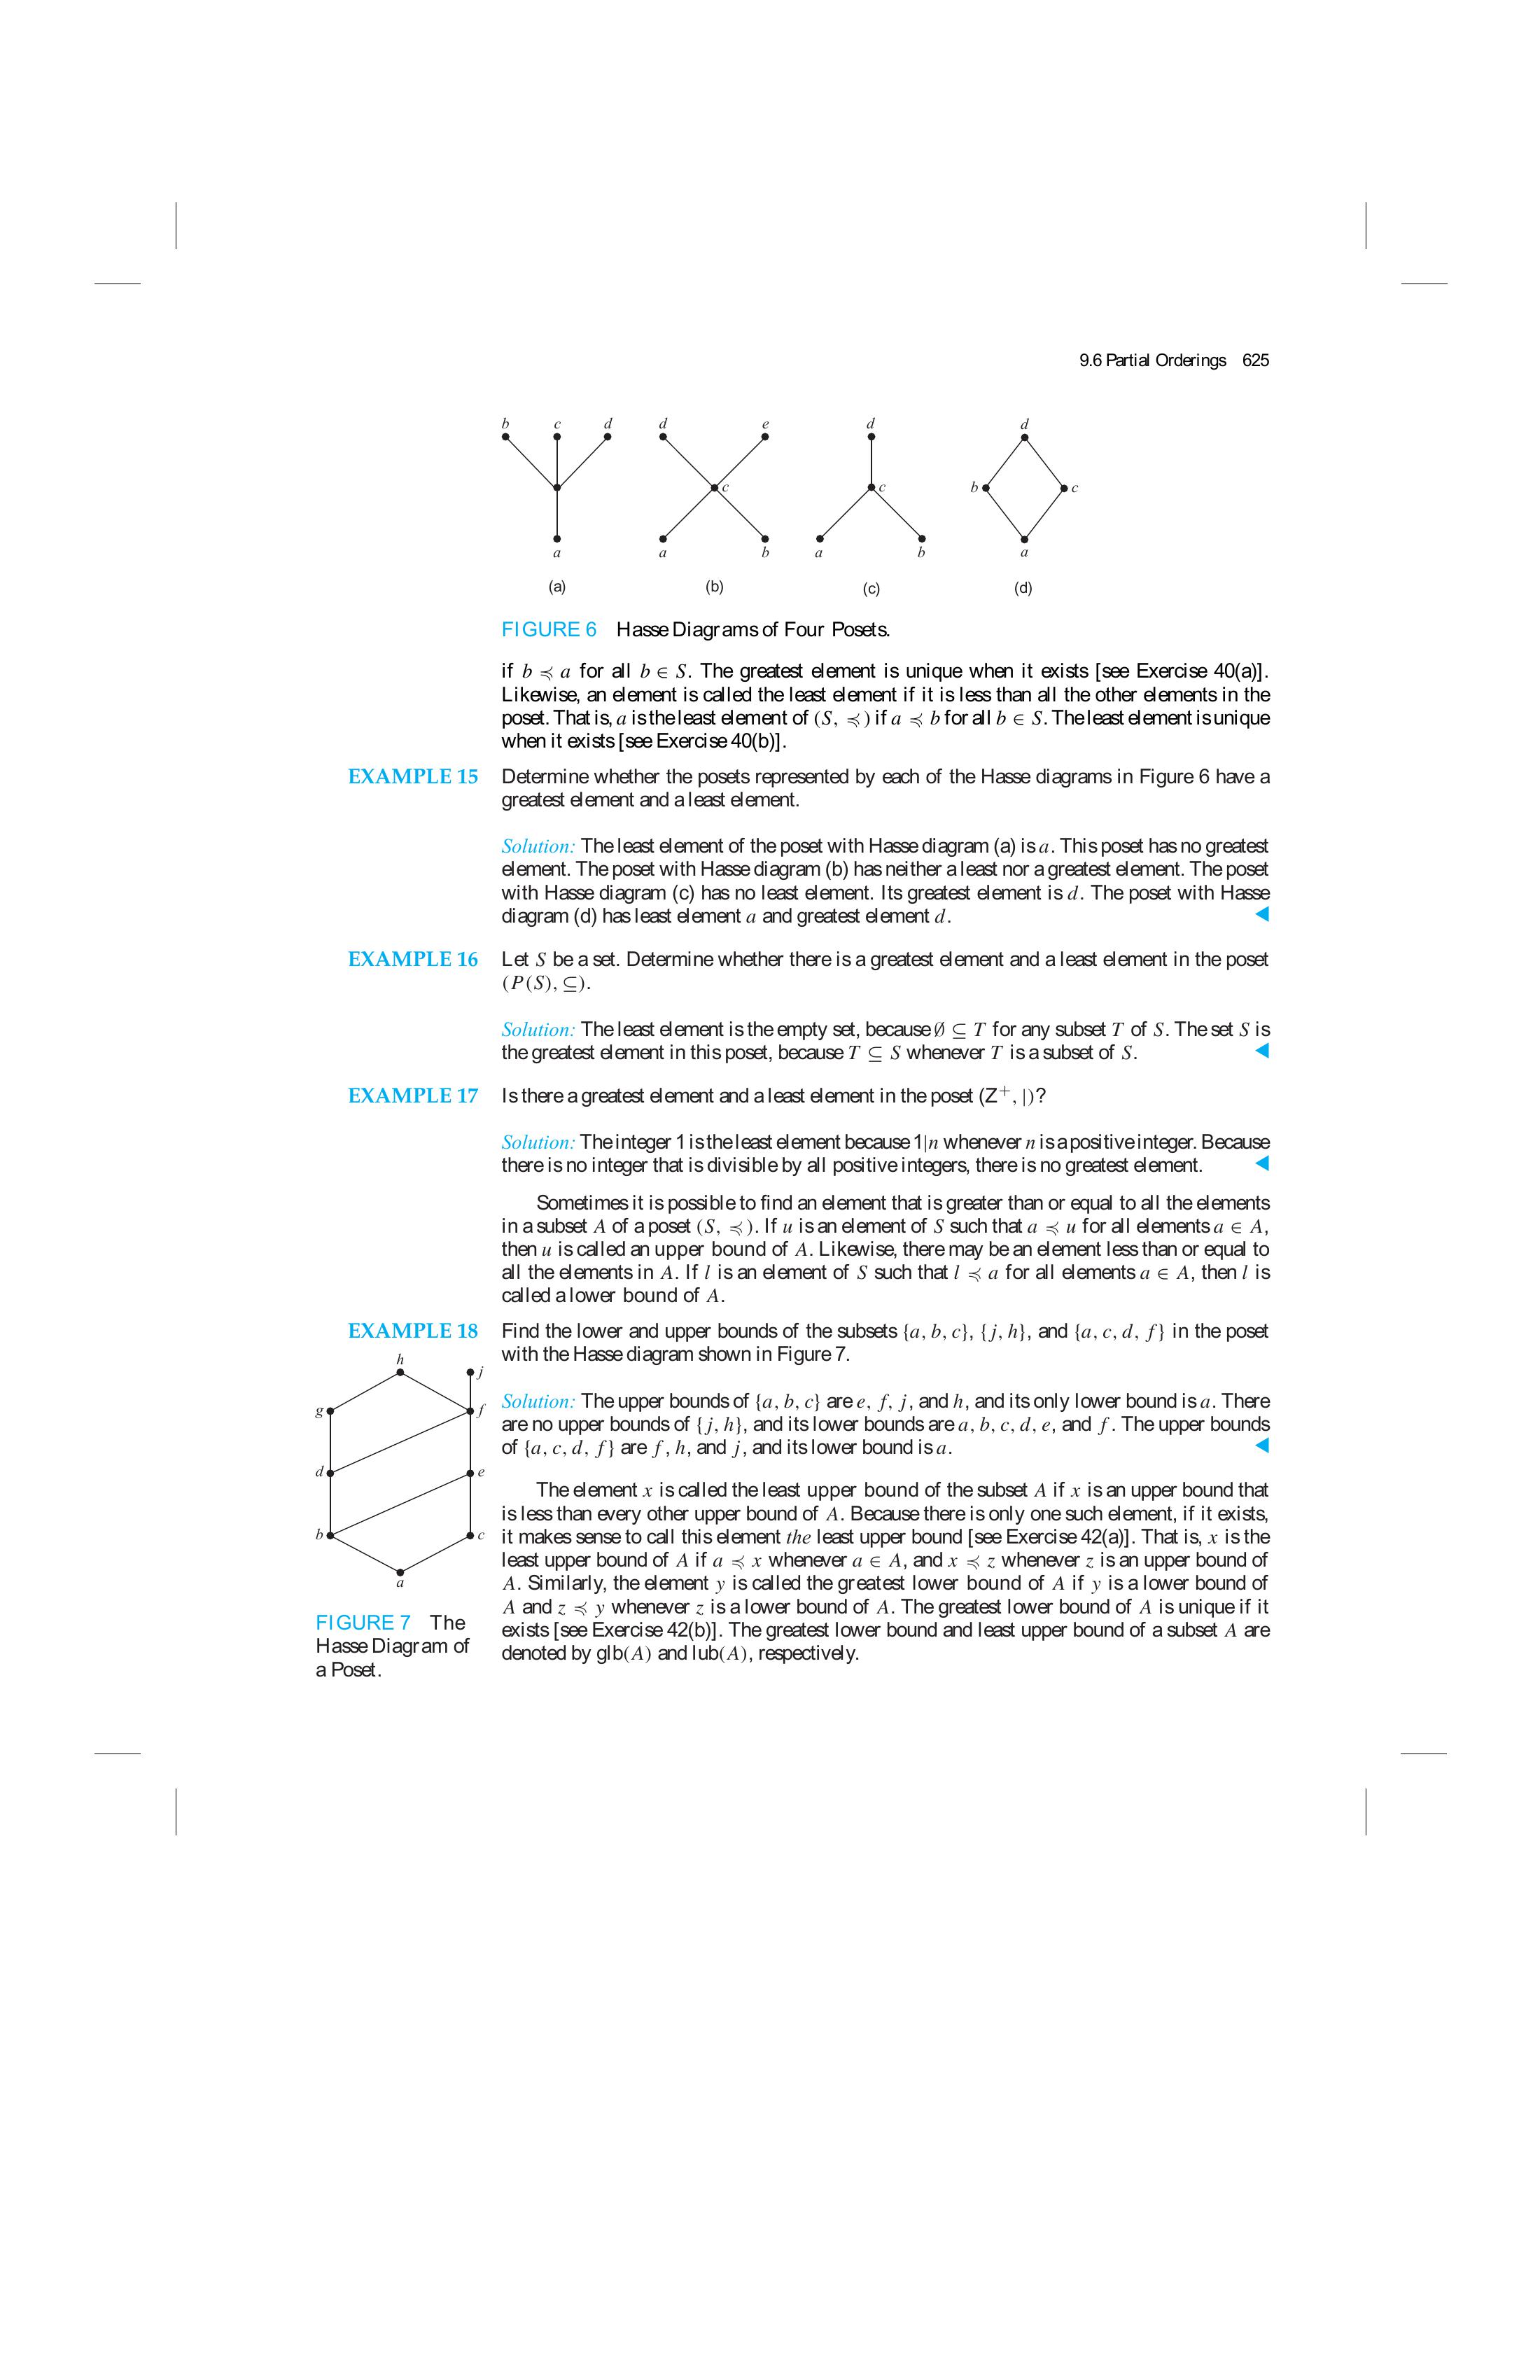 9.6 Partial Orderings 625
b c d d e d d
c c b c
a a b a b a
(a) (b) (c) (d)
FIGURE 6 Hasse Diagrams of Four Posets.
if b ≼ a for all b ∈ S. The greatest element is unique when it exists [see Exercise 40(a)].
Likewise, an element is called the least element if it is less than all the other elements in the
poset. That is, a is the least element of (S, ≼) if a ≼ b for all b ∈ S. The least element is unique
when it exists [see Exercise 40(b)].
EXAMPLE 15 Determine whether the posets represented by each of the Hasse diagrams in Figure 6 have a
greatest element and a least element.
Solution: The least element of the poset with Hasse diagram (a) is a. This poset has no greatest
element. The poset with Hasse diagram (b) has neither a least nor a greatest element. The poset
with Hasse diagram (c) has no least element. Its greatest element is d. The poset with Hasse
diagram (d) has least element a and greatest element d.
EXAMPLE 16 Let S be a set. Determine whether there is a greatest element and a least element in the poset
(P(S), ⊆).
Solution: The least element is the empty set, because ∅ ⊆ T for any subset T of S. The set S is
the greatest element in this poset, because T ⊆ S whenever T is a subset of S.
EXAMPLE 17 Is there a greatest element and a least element in the poset (Z⁺, |)?
Solution: The integer 1 is the least element because 1|n whenever n is a positive integer. Because
there is no integer that is divisible by all positive integers, there is no greatest element.
Sometimes it is possible to find an element that is greater than or equal to all the elements
in a subset A of a poset (S, ≼). If u is an element of S such that a ≼ u for all elements a ∈ A,
then u is called an upper bound of A. Likewise, there may be an element less than or equal to
all the elements in A. If l is an element of S such that l ≼ a for all elements a ∈ A, then l is
called a lower bound of A.
EXAMPLE 18 Find the lower and upper bounds of the subsets {a, b, c}, {j, h}, and {a, c, d, f} in the poset
with the Hasse diagram shown in Figure 7.
Solution: The upper bounds of {a, b, c} are e, f, j, and h, and its only lower bound is a. There
are no upper bounds of {j, h}, and its lower bounds are a, b, c, d, e, and f. The upper bounds
of {a, c, d, f} are f, h, and j, and its lower bound is a.
h j
g f
d e
b c
a
FIGURE 7 The
Hasse Diagram of
a Poset.
The element x is called the least upper bound of the subset A if x is an upper bound that
is less than every other upper bound of A. Because there is only one such element, if it exists,
it makes sense to call this element the least upper bound [see Exercise 42(a)]. That is, x is the
least upper bound of A if a ≼ x whenever a ∈ A, and x ≼ z whenever z is an upper bound of
A. Similarly, the element y is called the greatest lower bound of A if y is a lower bound of
A and z ≼ y whenever z is a lower bound of A. The greatest lower bound of A is unique if it
exists [see Exercise 42(b)]. The greatest lower bound and least upper bound of a subset A are
denoted by glb(A) and lub(A), respectively.